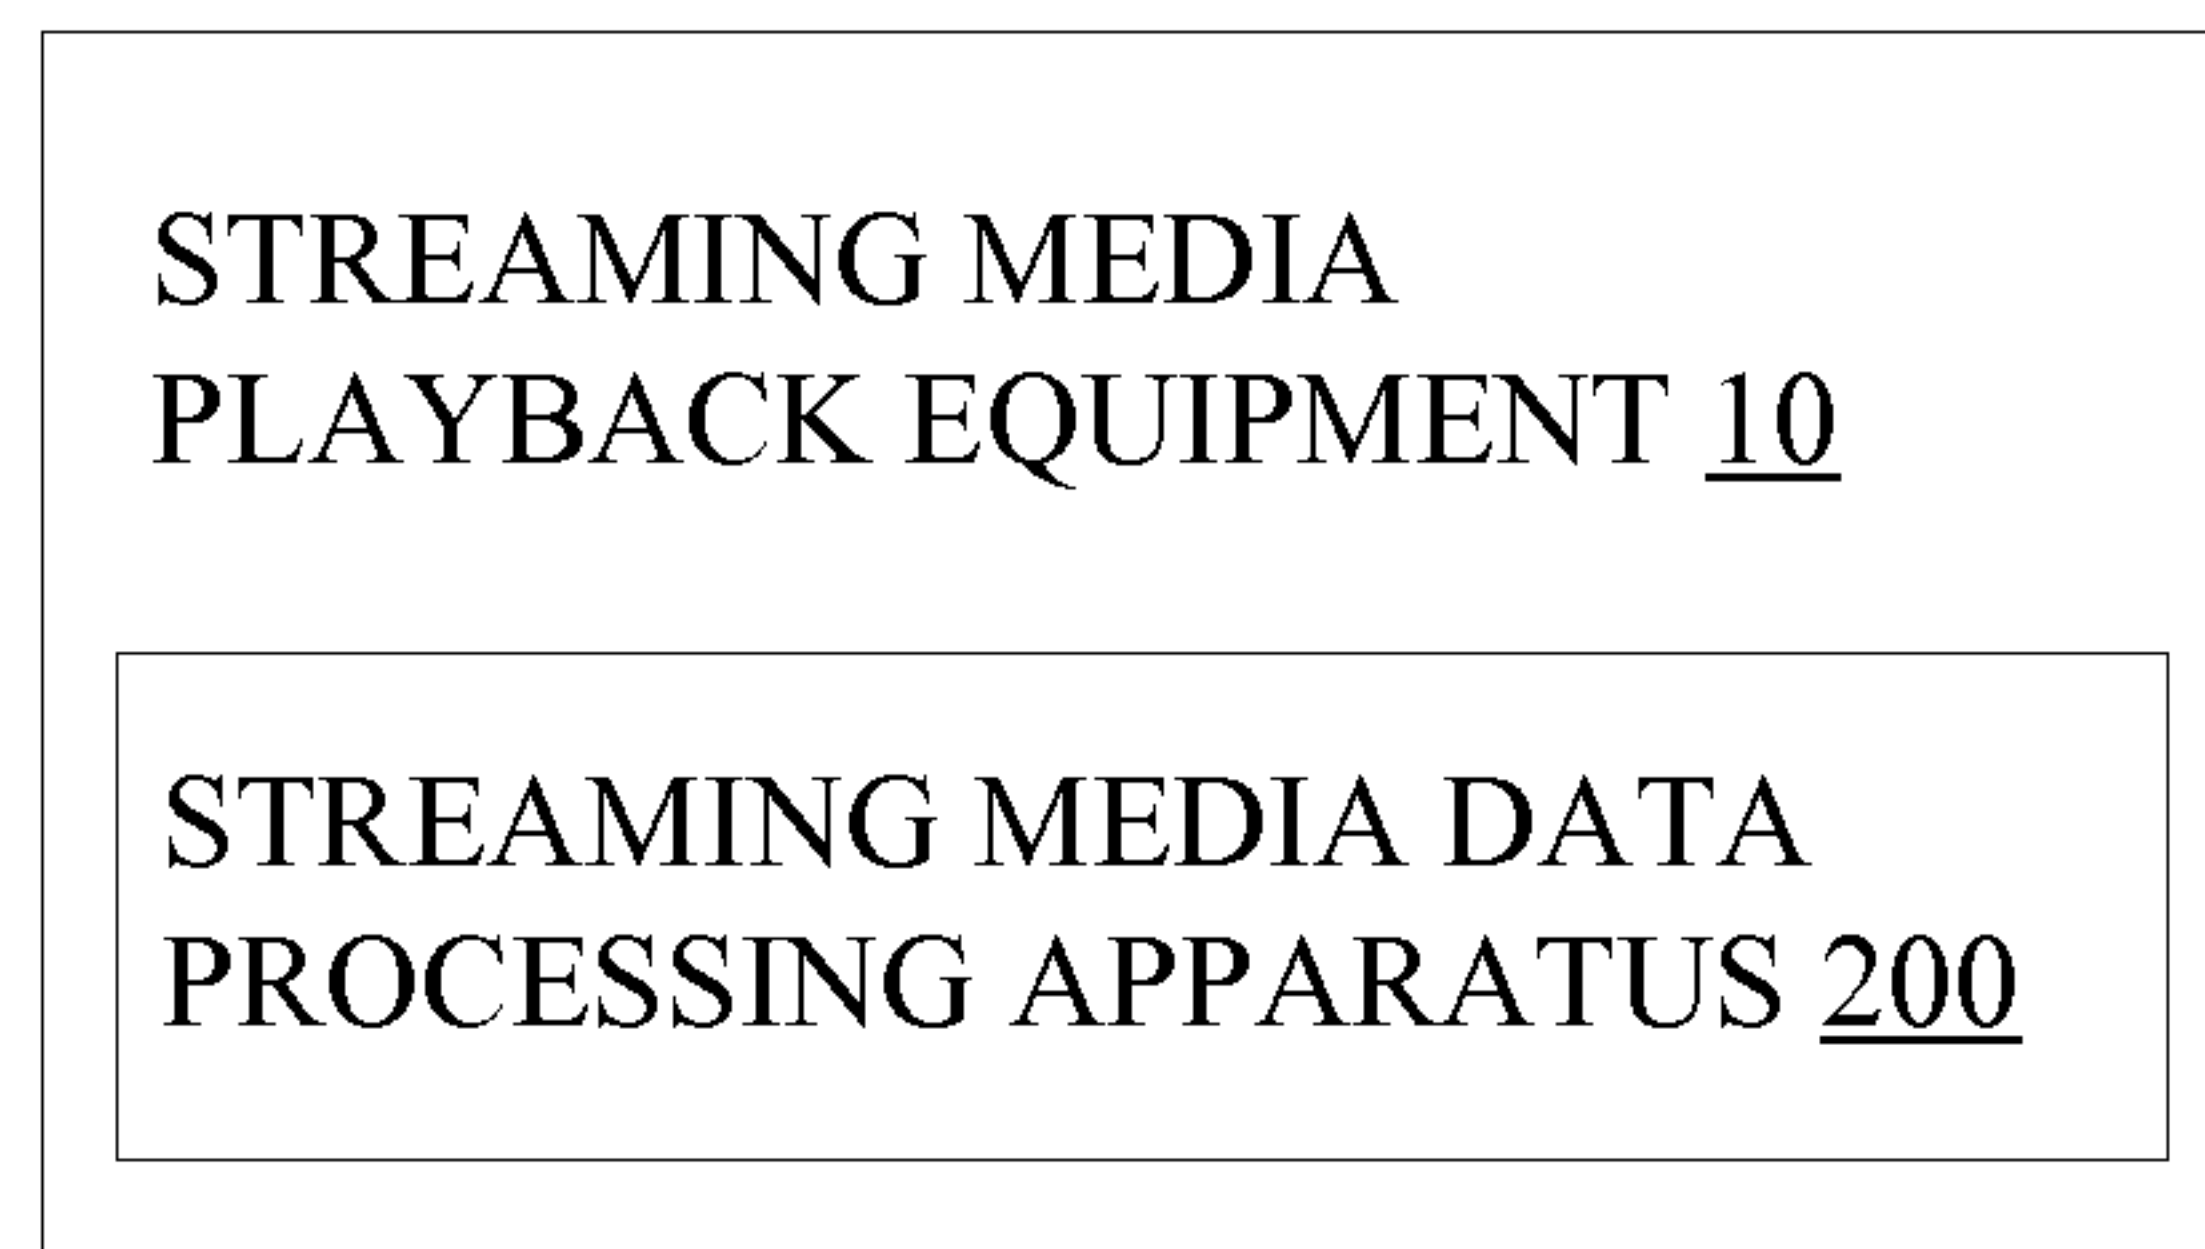 STREAMING MEDIA
PLAYBACK EQUIPMENT 10
STREAMING MEDIA DATA
PROCESSING APPARATUS 200